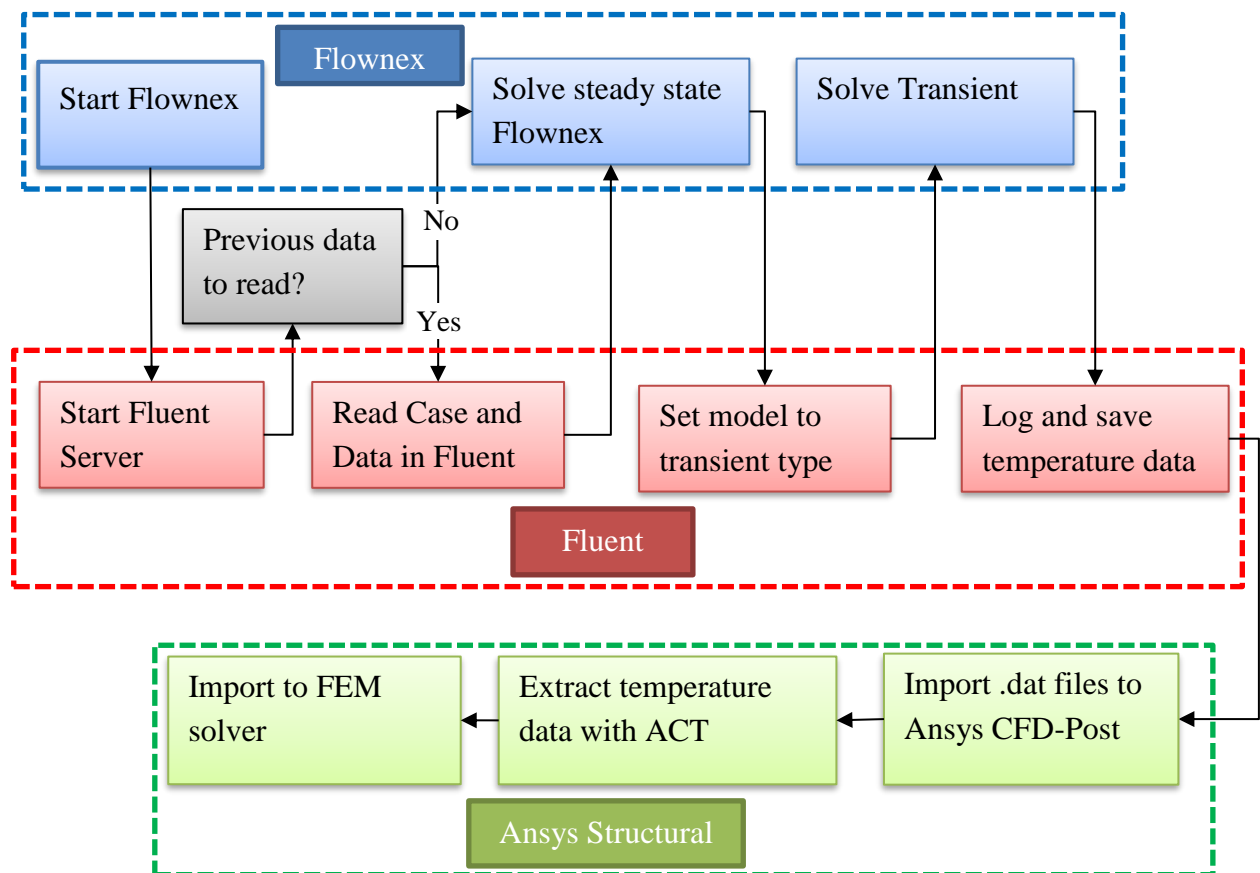 Flownex
Start Flownex
Solve steady state
Flownex
Solve Transient
No
Previous data
to read?
Yes
Start Fluent
Server
Read Case and
Data in Fluent
Set model to
transient type
Log and save
temperature data
Fluent
Import to FEM
solver
Extract temperature
data with ACT
Import .dat files to
Ansys CFD-Post
Ansys Structural